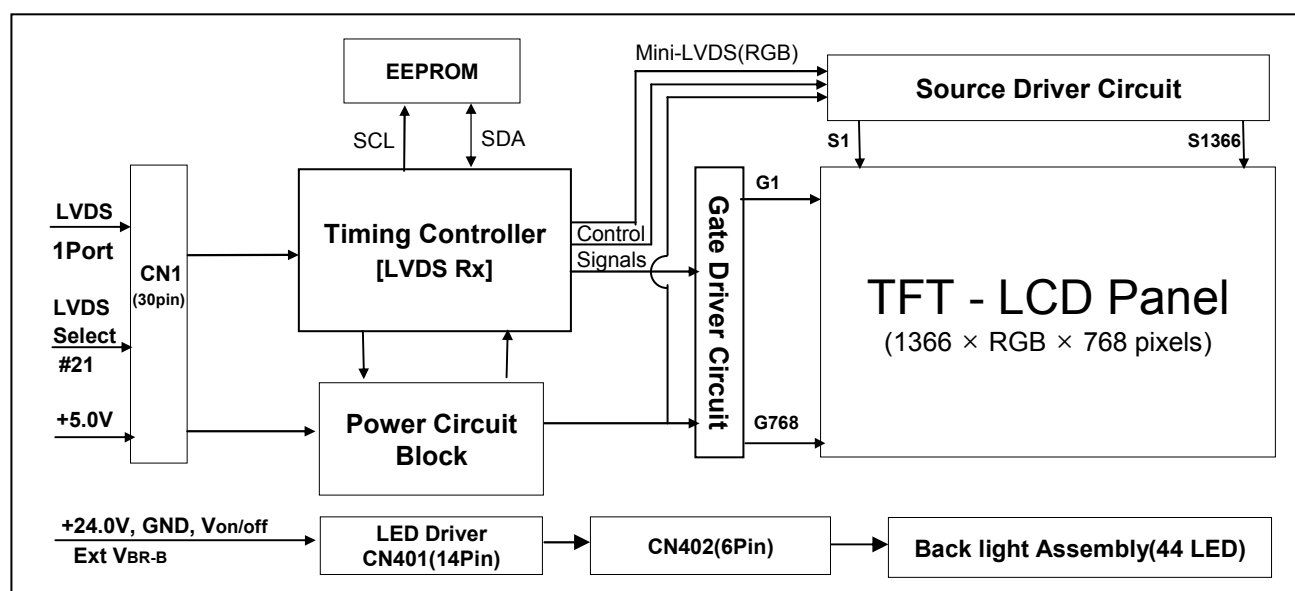 EEPROM
Mini-LVDS(RGB)
Source Driver Circuit
SCL
SDA
S1
S1366
LVDS
1Port
CN1
(30pin)
LVDS
Select
#21
+5.0V
Timing Controller
[LVDS Rx]
Control
Signals
Gate Driver Circuit
G1
G768
TFT - LCD Panel
(1366 × RGB × 768 pixels)
Power Circuit
Block
+24.0V, GND, Von/off
Ext VBR-B
LED Driver
CN401(14Pin)
CN402(6Pin)
Back light Assembly(44 LED)